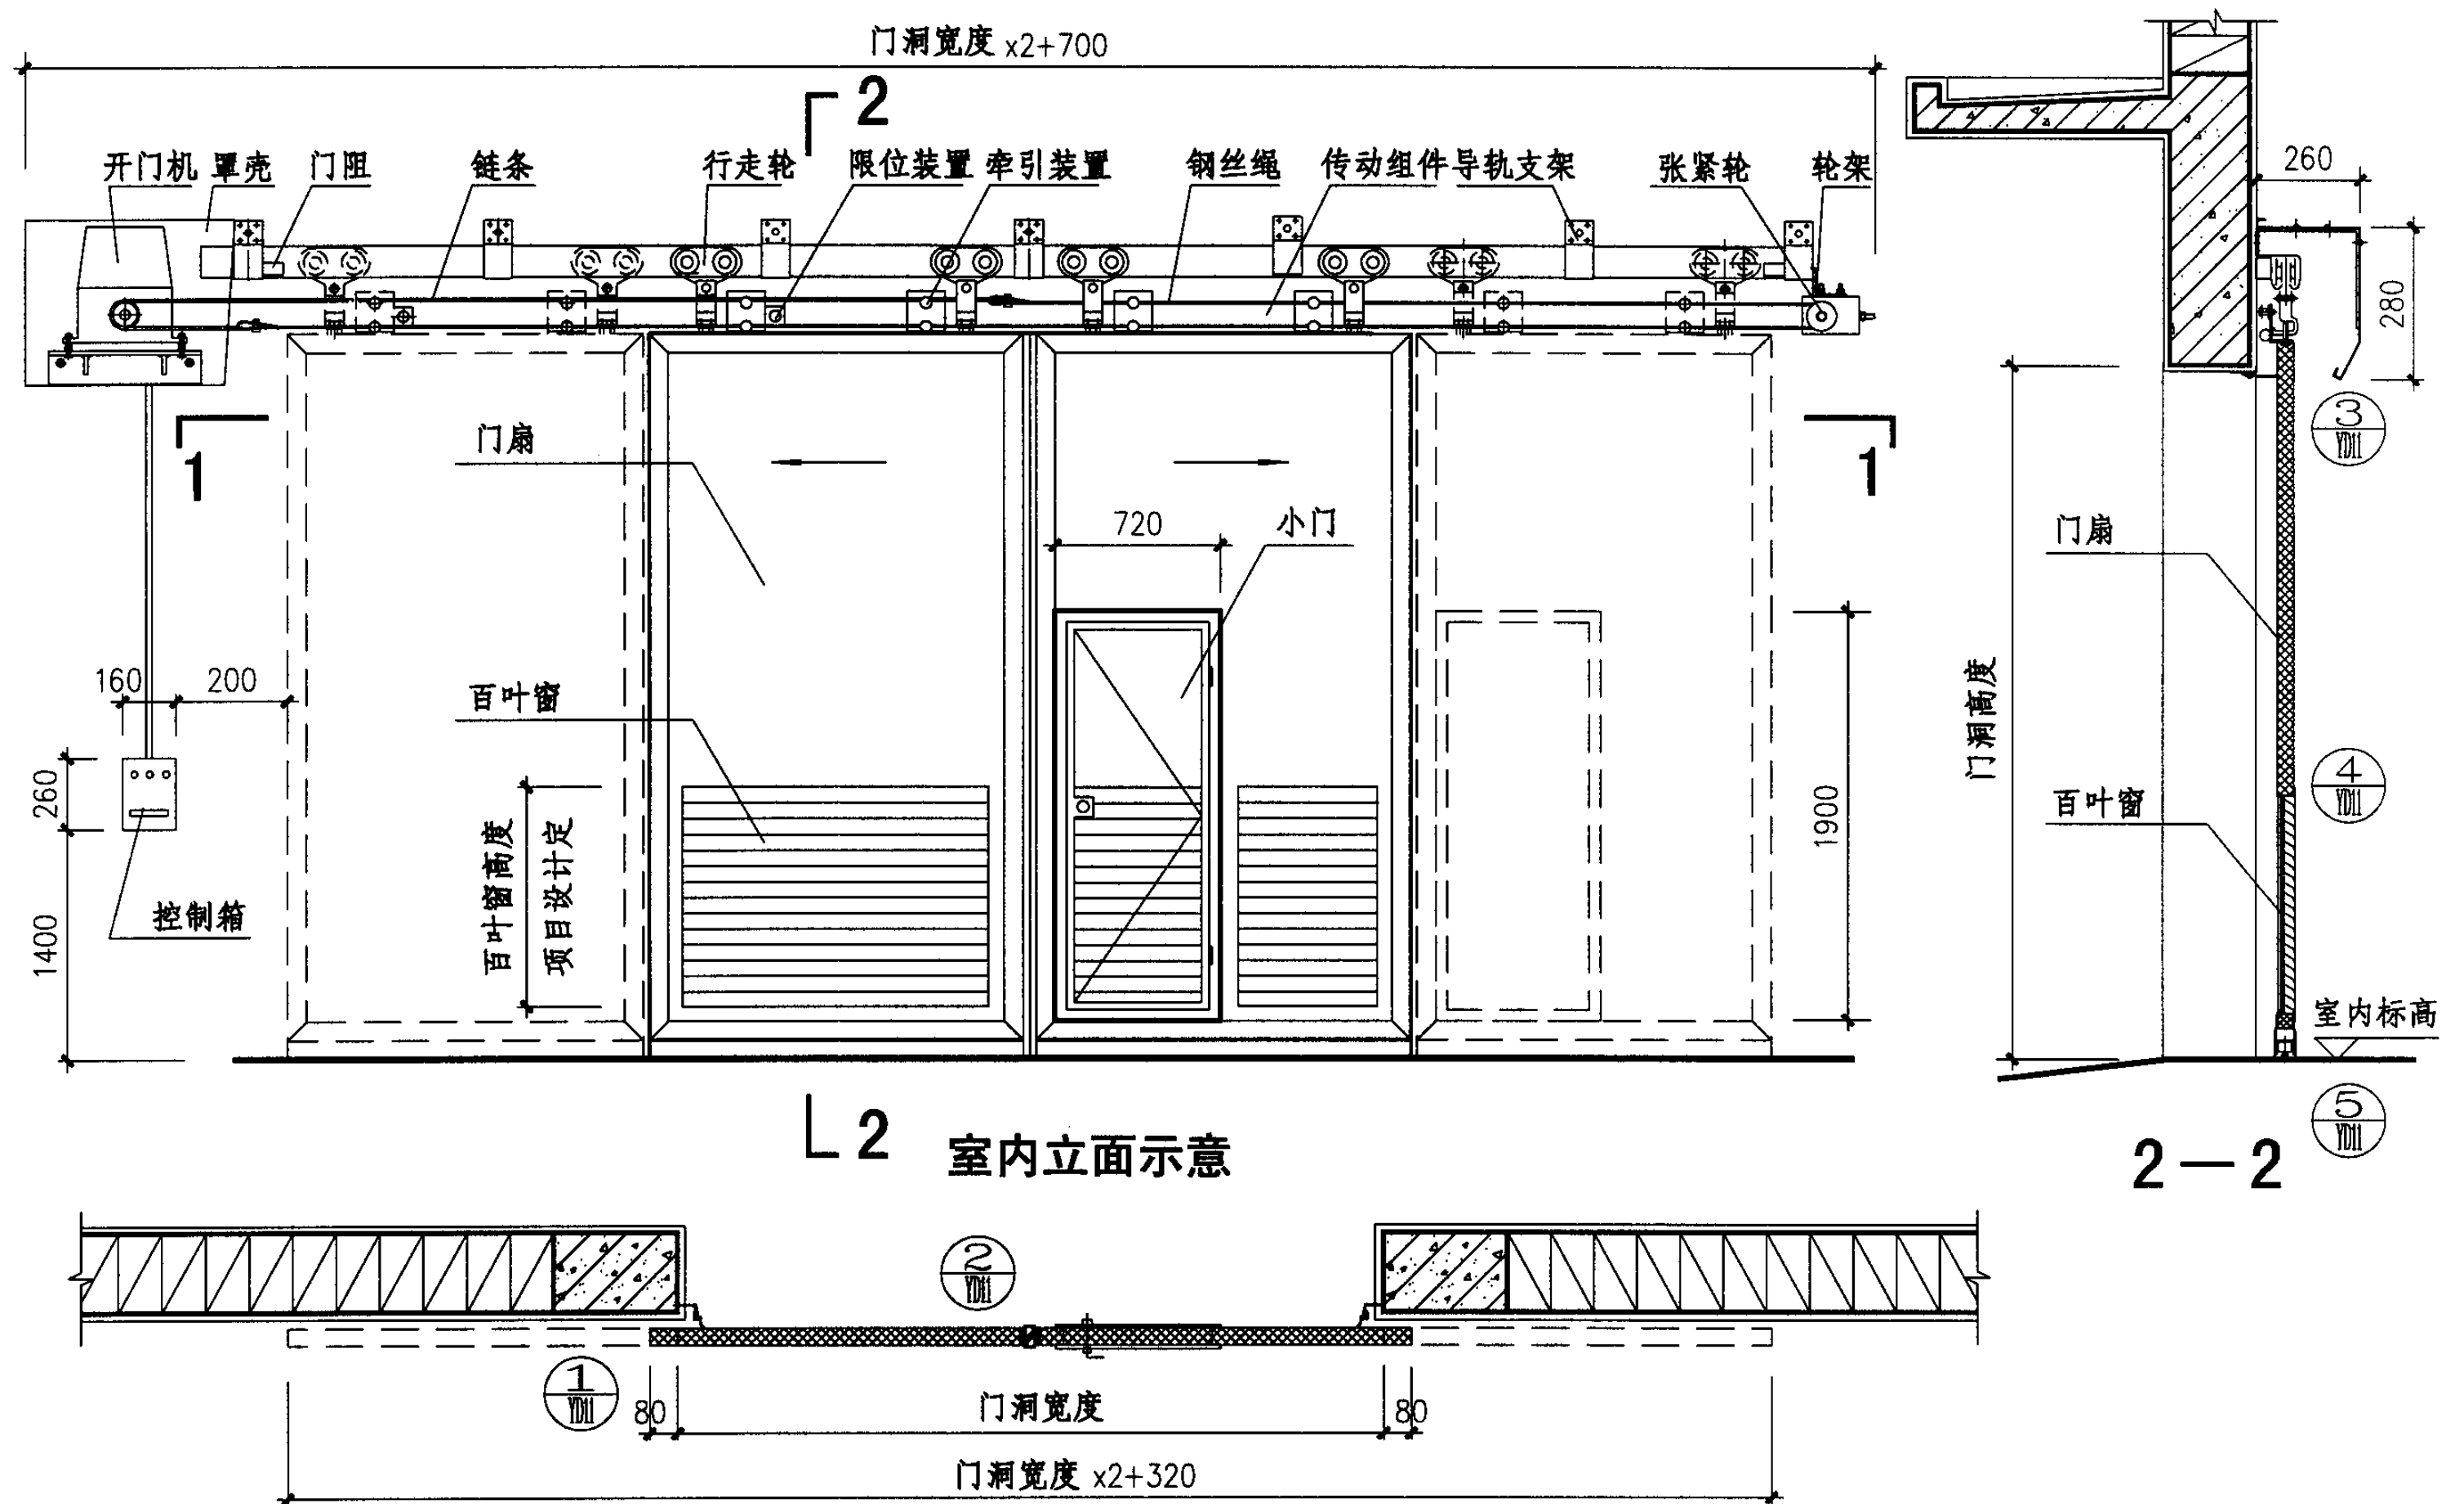 门洞宽度 x2+700
2
开门机 罩壳 门阻 链条 行走轮 限位装置 牵引装置 钢丝绳 传动组件 导轨支架 张紧轮 轮架
260
280
3
YD11
1
1
门扇
720
小门
门扇
160
200
百叶窗
260
1400
控制箱
百叶窗高度
项目设计定
1900
门洞高度
4
YD11
百叶窗
室内标高
5
YD11
2
室内立面示意
2—2
2
YD11
1
YD11
80
门洞宽度
80
门洞宽度 x2+320